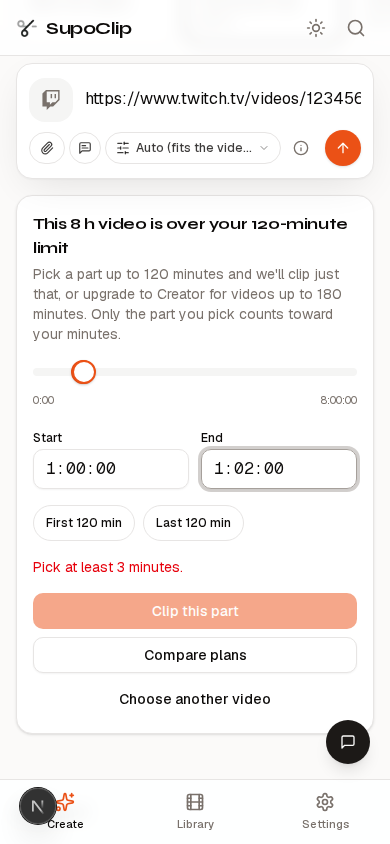 SupoClip
https://www.twitch.tv/videos/123456
Auto (fits the vide...
This 8 h video is over your 120-minute
limit
Pick a part up to 120 minutes and we'll clip just
that, or upgrade to Creator for videos up to 180
minutes. Only the part you pick counts toward
your minutes.
0:00 8:00:00
Start End
1:00:00 1:02:00
First 120 min Last 120 min
Pick at least 3 minutes.
Clip this part
Compare plans
Choose another video
N
Create Library Settings